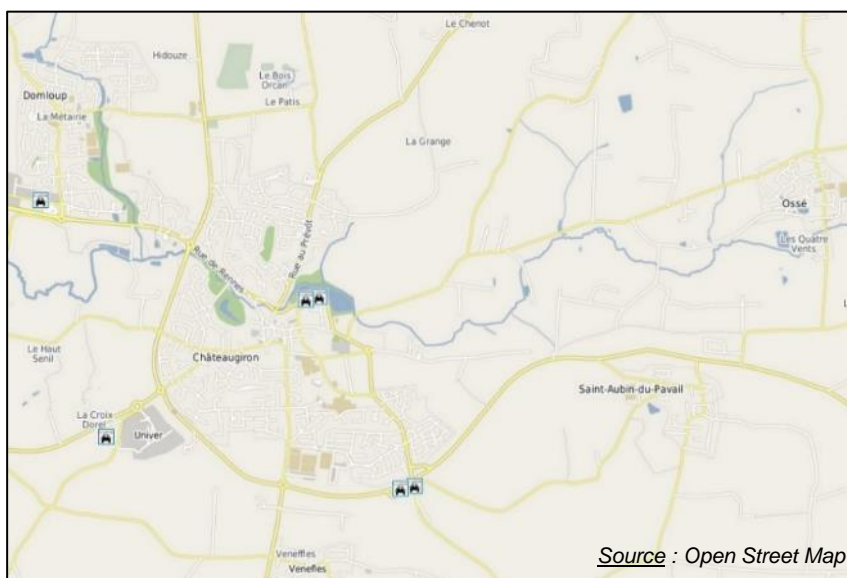 Le Chenot
Hidouze
Le Bois
Orcan
Domloup
Le Patis
La Métairie
La Grange
Ossé
Rue au Prévôt
Les Quatre
Vents
Rue de Rennes
L
Le Haut
Senil
Châteaugiron
Saint-Aubin-du-Pavail
La Croix
Dorel
Univer
Veneffles
Venefles
Source : Open Street Map